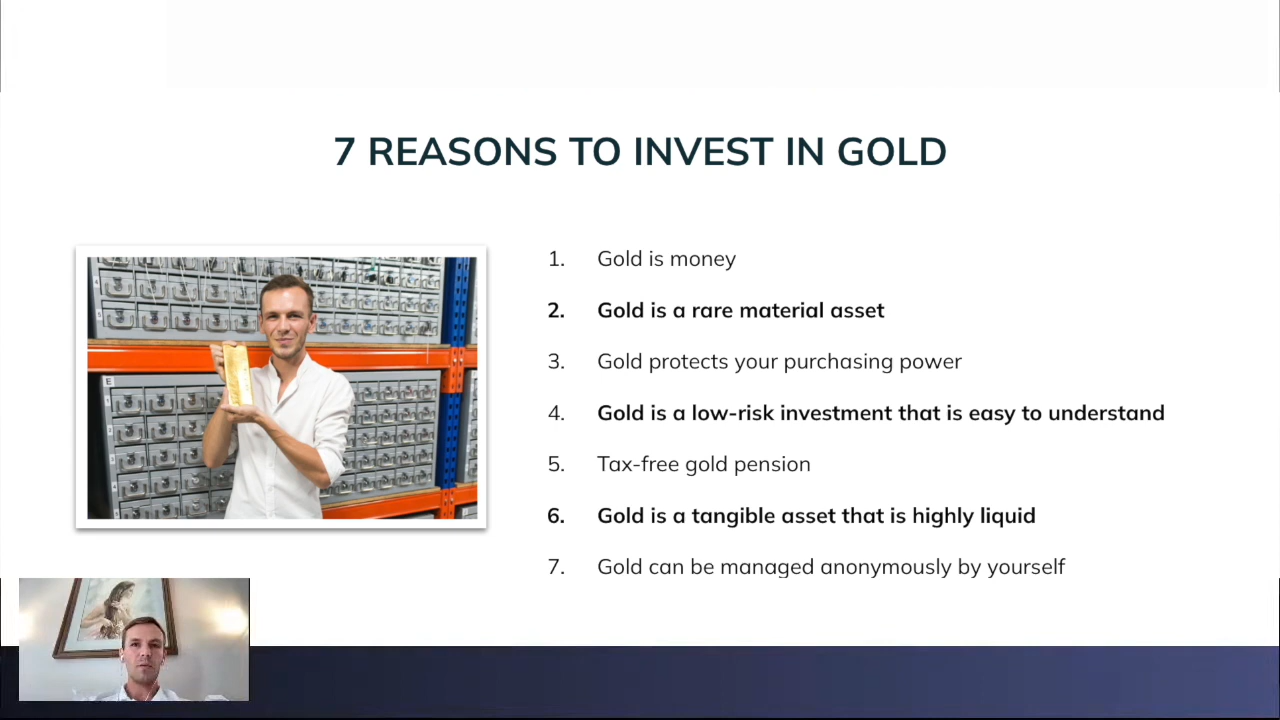 7 REASONS TO INVEST IN GOLD
1. Gold is money
2. Gold is a rare material asset
3. Gold protects your purchasing power
4. Gold is a low-risk investment that is easy to understand
5. Tax-free gold pension
6. Gold is a tangible asset that is highly liquid
7. Gold can be managed anonymously by yourself
E